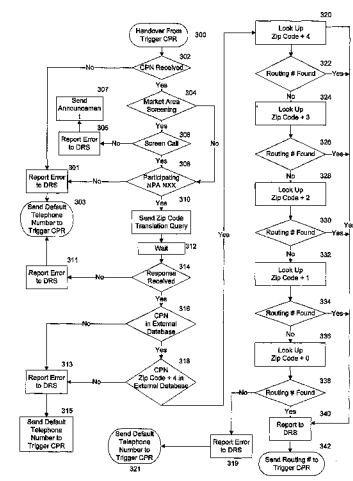 Handover From
Trigger CPR
300
302
CPN Received
No
Yes
304
Market Area
Screening
307
Send
Announcemen
t
Yes
305
306
Report Error
to DRS
No
Screen Call
Yes
308
No
301
Report Error
to DRS
No
Participating
NPA NXX
303
Send Default
Telephone
Number to
Trigger CPR
Yes
310
Send Zip Code
Translation Query
312
Wait
311
314
Report Error
to DRS
No
Response
Received
Yes
316
No
CPN
in External
Database
Yes
318
313
Report Error
to DRS
No
CPN
Zip Code + 4 in
External Database
315
Send Default
Telephone
Number to
Trigger CPR
Yes
320
Look Up
Zip Code + 4
322
Routing # Found
Yes
No
324
Look Up
Zip Code + 3
326
Routing # Found
Yes
No
328
Look Up
Zip Code + 2
330
Routing # Found
Yes
No
332
Look Up
Zip Code + 1
334
Routing # Found
Yes
No
336
Look Up
Zip Code + 0
338
No
Routing # Found
Yes
340
Report to
DRS
342
Send Routing # to
Trigger CPR
Report Error
to DRS
319
Send Default
Telephone
Number to
Trigger CPR
321